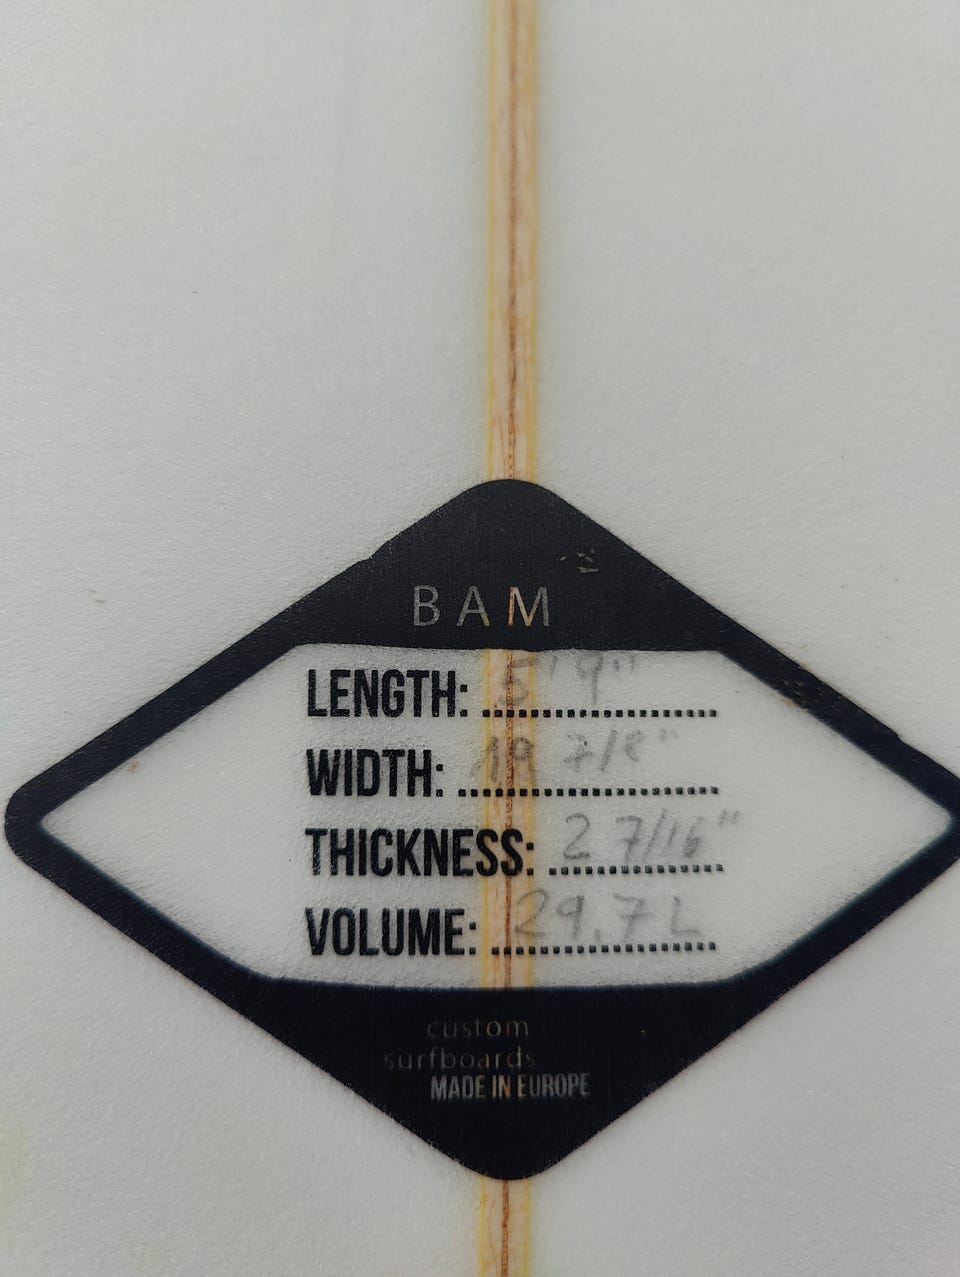 BAM
LENGTH: 5'9"
WIDTH: 19 7/8"
THICKNESS: 2 7/16"
VOLUME: 29.7 L
custom
surfboards
MADE IN EUROPE